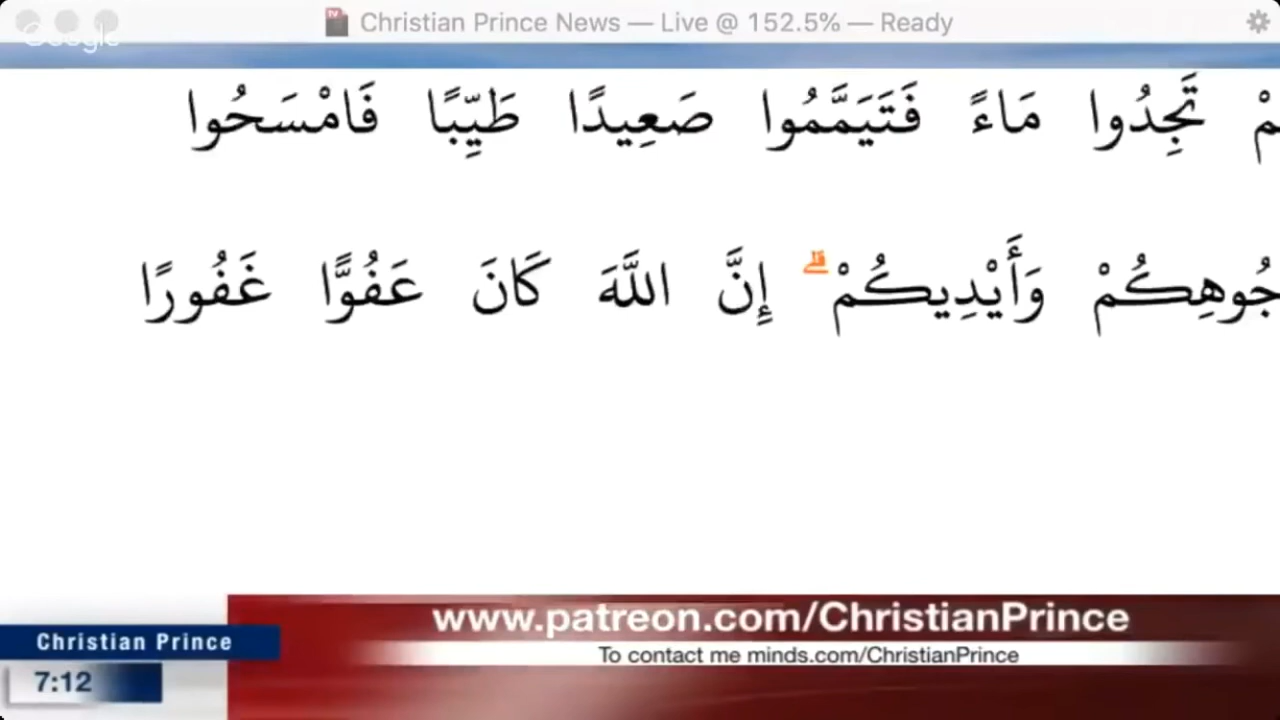 Christian Prince News — Live @ 152.5% — Ready
Google
تَجِدُوا مَاءً فَتَيَمَّمُوا صَعِيدًا طَيِّبًا فَامْسَحُوا
وَأَيْدِيكُمْ ۗ إِنَّ اللَّهَ كَانَ عَفُوًّا غَفُورًا
www.patreon.com/ChristianPrince
To contact me minds.com/ChristianPrince
Christian Prince
7:12